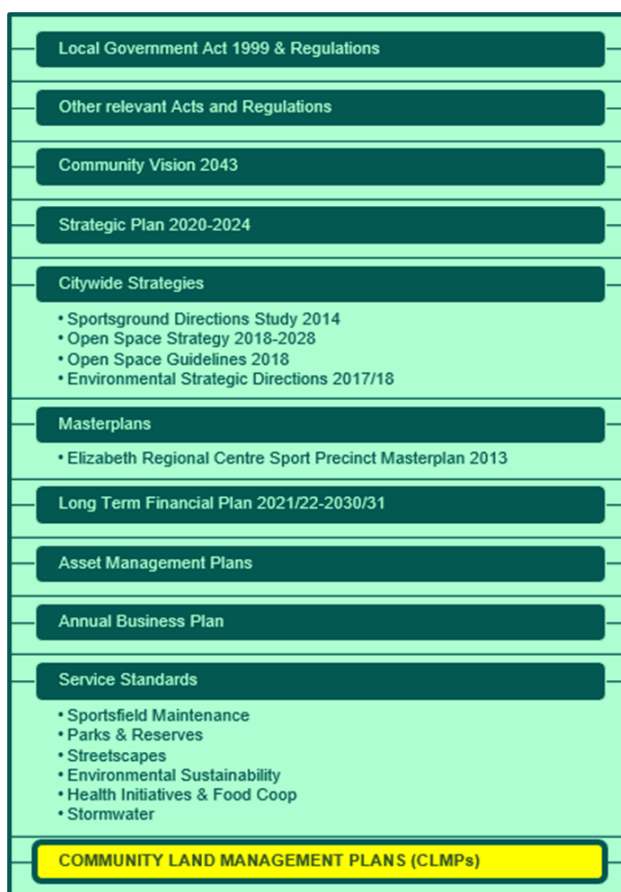 Local Government Act 1999 & Regulations
Other relevant Acts and Regulations
Community Vision 2043
Strategic Plan 2020-2024
Citywide Strategies
• Sportsground Directions Study 2014
• Open Space Strategy 2018-2028
• Open Space Guidelines 2018
• Environmental Strategic Directions 2017/18
Masterplans
• Elizabeth Regional Centre Sport Precinct Masterplan 2013
Long Term Financial Plan 2021/22-2030/31
Asset Management Plans
Annual Business Plan
Service Standards
• Sportsfield Maintenance
• Parks & Reserves
• Streetscapes
• Environmental Sustainability
• Health Initiatives & Food Coop
• Stormwater
COMMUNITY LAND MANAGEMENT PLANS (CLMPs)